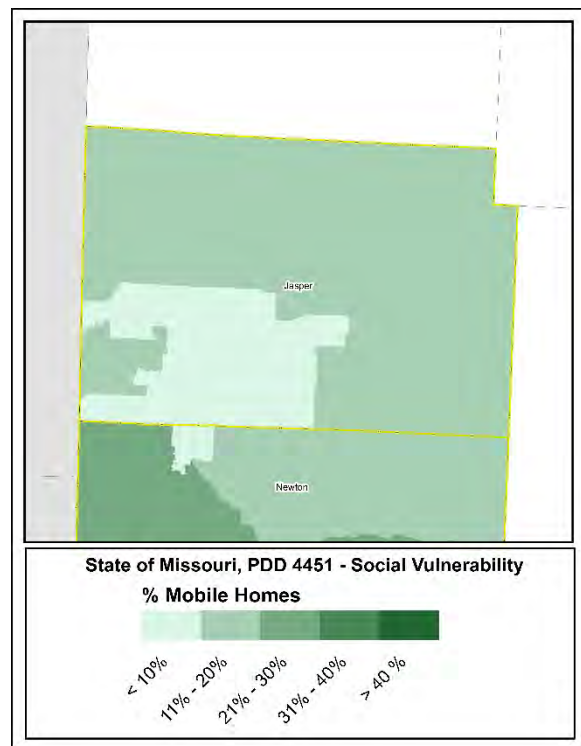 Jasper
Newton
State of Missouri, PDD 4451 - Social Vulnerability
% Mobile Homes
< 10%
11% - 20%
21% - 30%
31% - 40%
> 40 %